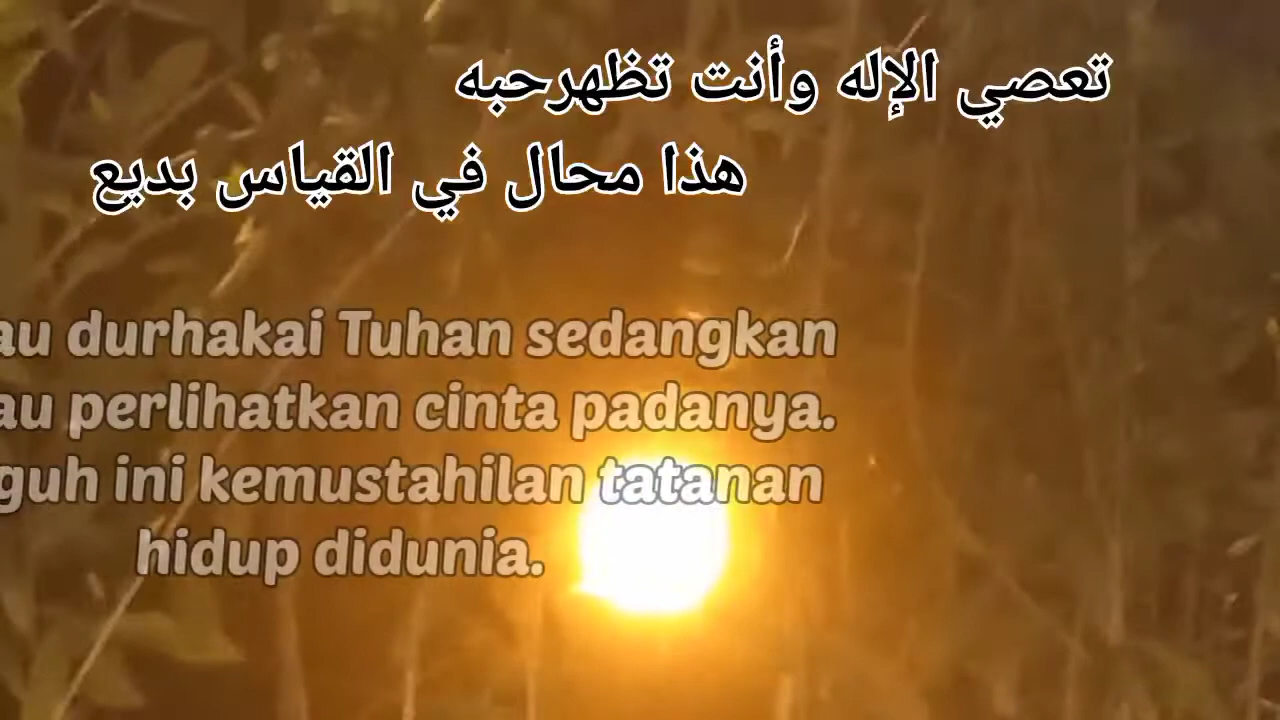 تعصي الإله وأنت تظهرحبه
هذا محال في القياس بديع
au durhakai Tuhan sedangkan
au perlihatkan cinta padanya.
guh ini kemustahilan tatanan
hidup didunia.